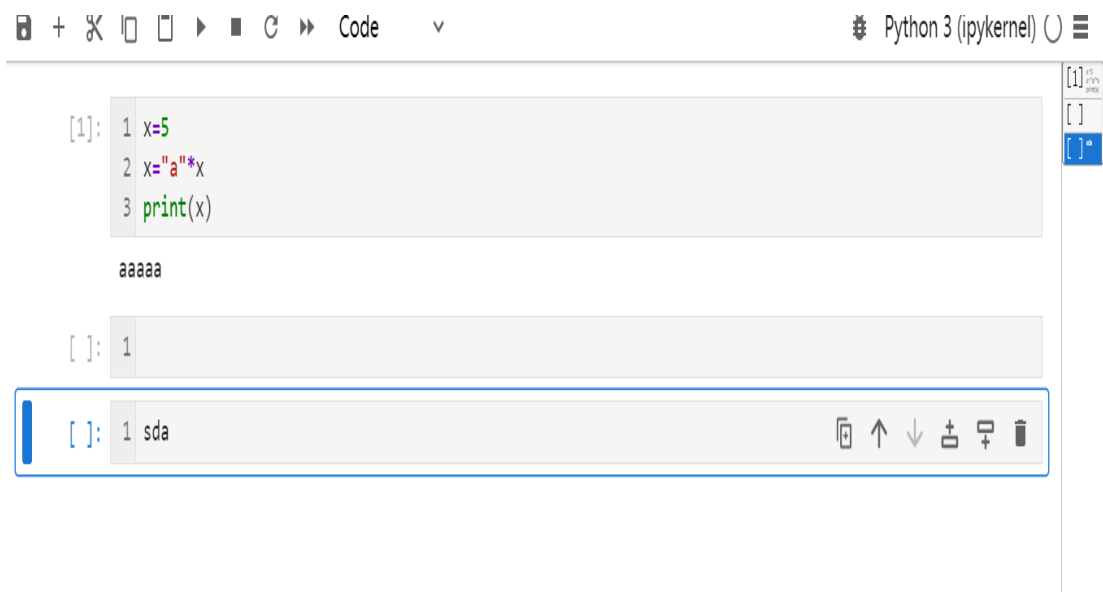 Code
Python 3 (ipykernel)
[1]:
1 x=5
2 x="a"*x
3 print(x)
aaaaa
[ ]:
1
[ ]:
1 sda
[1]
[ ]
[ ]